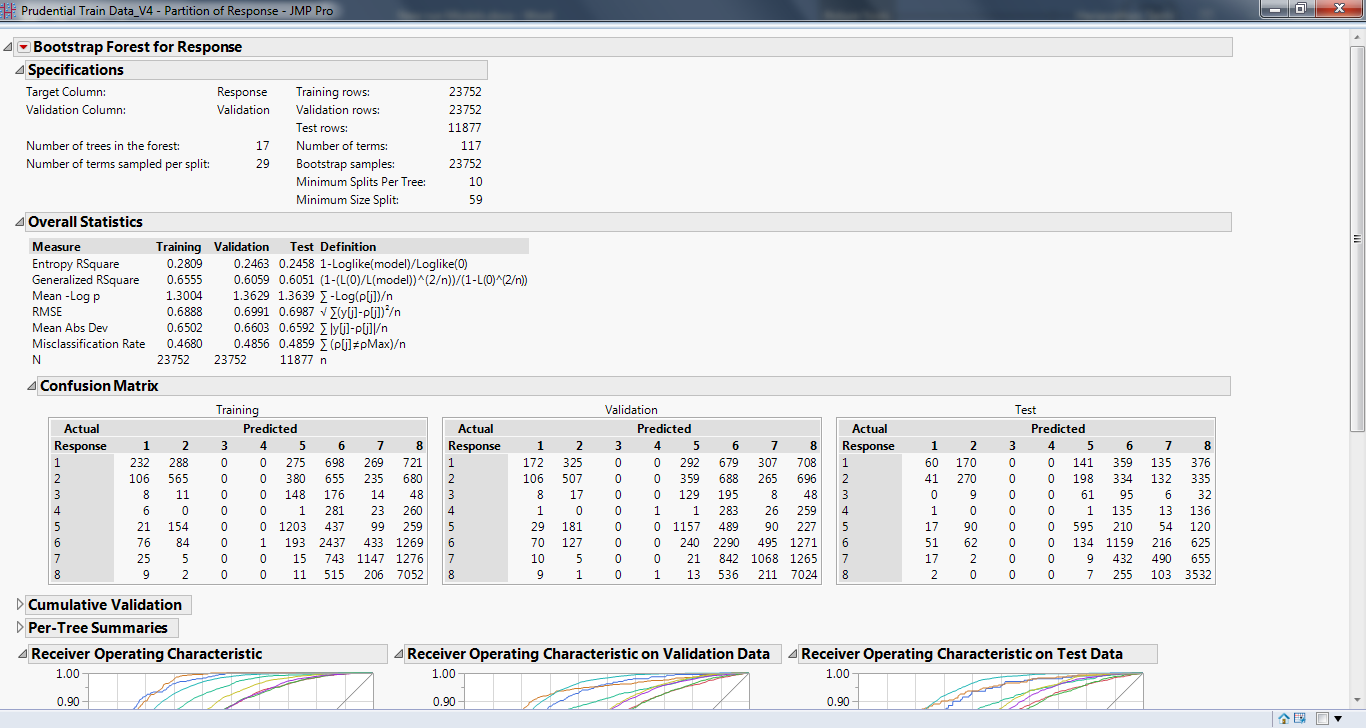 Prudential Train Data_V4 - Partition of Response - JMP Pro
Bootstrap Forest for Response
Specifications
Target Column: Response Training rows: 23752
Validation Column: Validation Validation rows: 23752
Test rows: 11877
Number of trees in the forest: 17 Number of terms: 117
Number of terms sampled per split: 29 Bootstrap samples: 23752
Minimum Splits Per Tree: 10
Minimum Size Split: 59
Overall Statistics
Measure Training Validation Test Definition
Entropy RSquare 0.2809 0.2463 0.2458 1-Loglike(model)/Loglike(0)
Generalized RSquare 0.6555 0.6059 0.6051 (1-(L(0)/L(model))^(2/n))/(1-L(0)^(2/n))
Mean -Log p 1.3004 1.3629 1.3639 ∑ -Log(ρ[j])/n
RMSE 0.6888 0.6991 0.6987 √ ∑(y[j]-ρ[j])²/n
Mean Abs Dev 0.6502 0.6603 0.6592 ∑ |y[j]-ρ[j]|/n
Misclassification Rate 0.4680 0.4856 0.4859 ∑ (ρ[j]≠ρMax)/n
N 23752 23752 11877 n
Confusion Matrix
Training Validation Test
Actual Predicted Actual Predicted Actual Predicted
Response 1 2 3 4 5 6 7 8 Response 1 2 3 4 5 6 7 8 Response 1 2 3 4 5 6 7 8
1 232 288 0 0 275 698 269 721 1 172 325 0 0 292 679 307 708 1 60 170 0 0 141 359 135 376
2 106 565 0 0 380 655 235 680 2 106 507 0 0 359 688 265 696 2 41 270 0 0 198 334 132 335
3 8 11 0 0 148 176 14 48 3 8 17 0 0 129 195 8 48 3 0 9 0 0 61 95 6 32
4 6 0 0 0 1 281 23 260 4 1 0 0 1 1 283 26 259 4 1 0 0 0 1 135 13 136
5 21 154 0 0 1203 437 99 259 5 29 181 0 0 1157 489 90 227 5 17 90 0 0 595 210 54 120
6 76 84 0 1 193 2437 433 1269 6 70 127 0 0 240 2290 495 1271 6 51 62 0 0 134 1159 216 625
7 25 5 0 0 15 743 1147 1276 7 10 5 0 0 21 842 1068 1265 7 17 2 0 0 9 432 490 655
8 9 2 0 0 11 515 206 7052 8 9 1 0 1 13 536 211 7024 8 2 0 0 0 7 255 103 3532
Cumulative Validation
Per-Tree Summaries
Receiver Operating Characteristic Receiver Operating Characteristic on Validation Data Receiver Operating Characteristic on Test Data
1.00 1.00 1.00
0.90 0.90 0.90